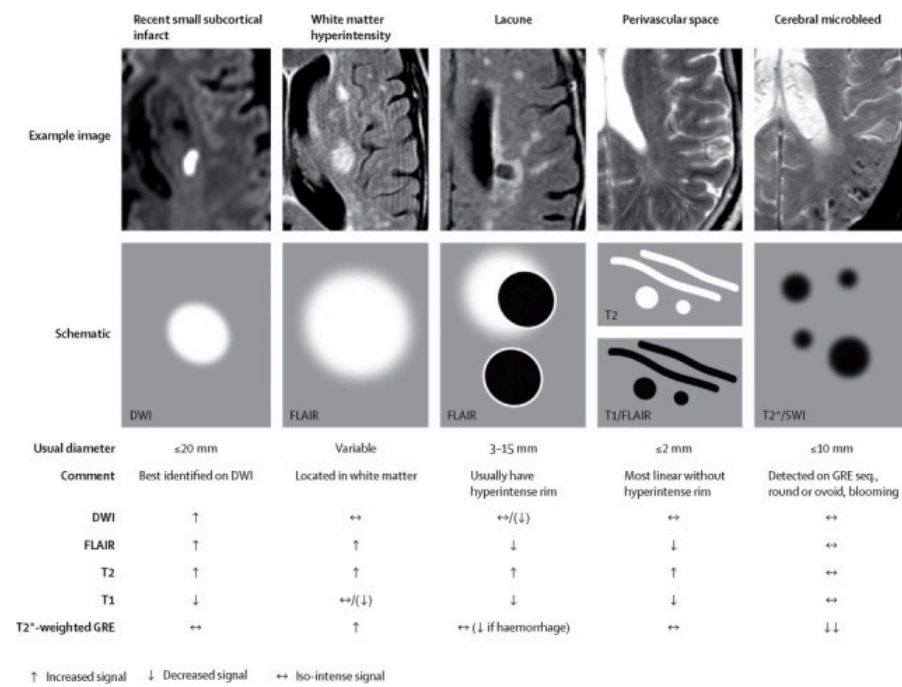 Recent small subcortical infarct
White matter hyperintensity
Lacune
Perivascular space
Cerebral microbleed
Example image
Schematic
DWI
FLAIR
FLAIR
T2
T1/FLAIR
T2*/SWI
Usual diameter ≤20 mm Variable 3–15 mm ≤2 mm ≤10 mm
Comment Best identified on DWI Located in white matter Usually have hyperintense rim Most linear without hyperintense rim Detected on GRE seq., round or ovoid, blooming
DWI ↑ ↔ ↔/(↓) ↔ ↔
FLAIR ↑ ↑ ↓ ↓ ↔
T2 ↑ ↑ ↑ ↑ ↔
T1 ↓ ↔/(↓) ↓ ↓ ↔
T2*-weighted GRE ↔ ↑ ↔ (↓ if haemorrhage) ↔ ↓↓
↑ Increased signal ↓ Decreased signal ↔ Iso-intense signal